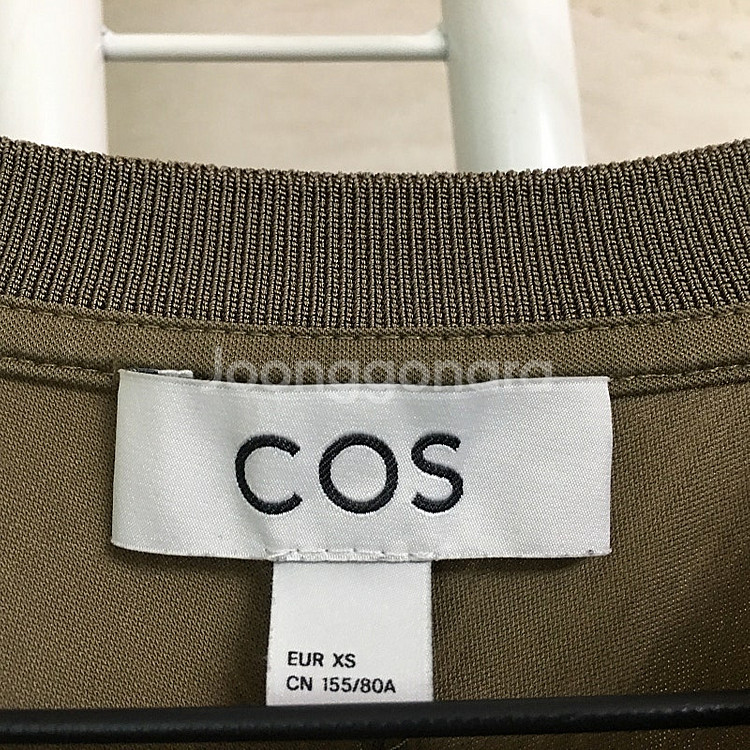 joonggonara
COS
EUR XS
CN 155/80A